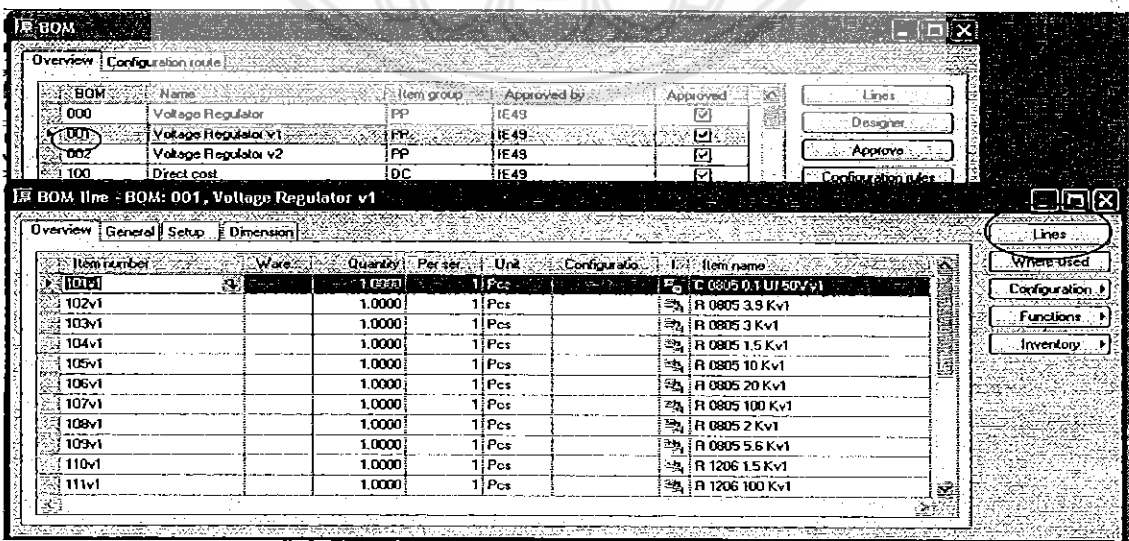 BOM
Overview Configuration route
BOM Name Item group Approved by Approved Lines
000 Voltage Regulator PP IE49 Designer
001 Voltage Regulator v1 PP IE49
002 Voltage Regulator v2 PP IE49 Approve
100 Direct cost DC IE49 Configuration rules
BOM line - BOM: 001, Voltage Regulator v1
Overview General Setup Dimension Lines
Item number Ware... Quantity Per ser... Unit Configuratio... I.. Item name Where-used
101v1 1.0000 1 Pcs C 0805 0.1 Uf 50V v1 Configuration
102v1 1.0000 1 Pcs R 0805 3.9 Kv1
103v1 1.0000 1 Pcs R 0805 3 Kv1 Functions
104v1 1.0000 1 Pcs R 0805 1.5 Kv1 Inventory
105v1 1.0000 1 Pcs R 0805 10 Kv1
106v1 1.0000 1 Pcs R 0805 20 Kv1
107v1 1.0000 1 Pcs R 0805 100 Kv1
108v1 1.0000 1 Pcs R 0805 2 Kv1
109v1 1.0000 1 Pcs R 0805 5.6 Kv1
110v1 1.0000 1 Pcs R 1206 1.5 Kv1
111v1 1.0000 1 Pcs R 1206 100 Kv1